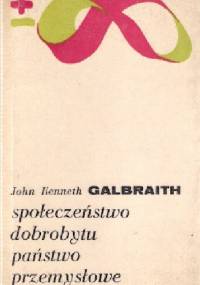 John Kenneth GALBRAITH
społeczeństwo
dobrobytu
państwo
przemysłowe